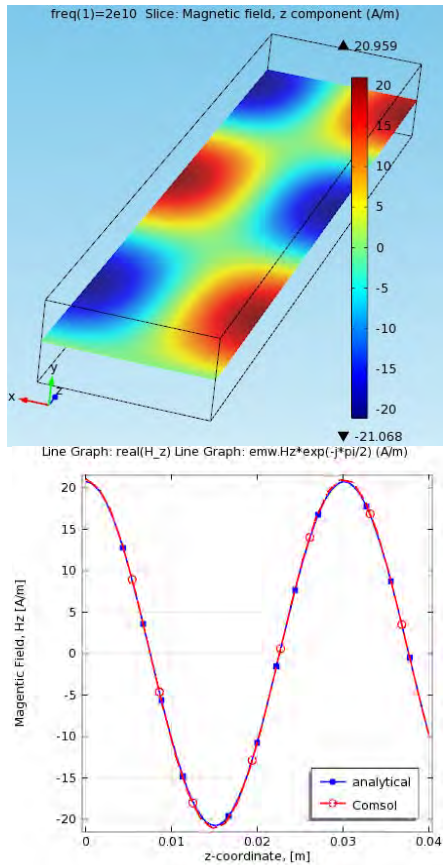 freq(1)=2e10 Slice: Magnetic field, z component (A/m)
▲ 20.959
20
15
10
5
0
-5
-10
-15
-20
▼ -21.068
y
z
x
Line Graph: real(H_z) Line Graph: emw.Hz*exp(-j*pi/2) (A/m)
20
15
10
5
0
-5
-10
-15
-20
Magentic Field, Hz [A/m]
analytical
Comsol
0 0.01 0.02 0.03 0.04
z-coordinate, [m]